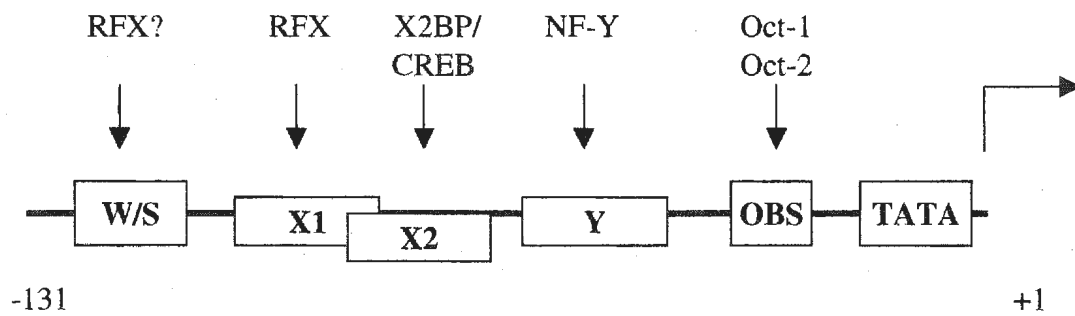 RFX? RFX X2BP/ NF-Y Oct-1
CREB Oct-2
W/S X1 X2 Y OBS TATA
-131 +1